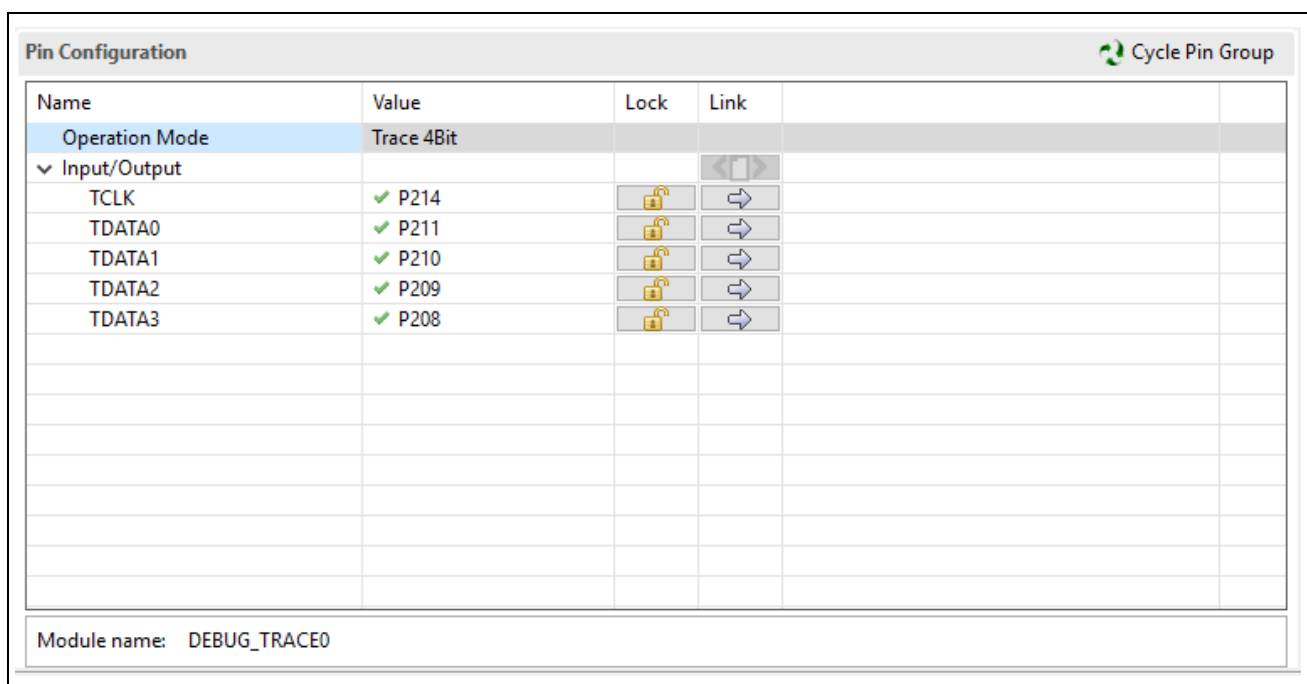 Pin Configuration Cycle Pin Group
Name Value Lock Link
Operation Mode Trace 4Bit
Input/Output
TCLK P214
TDATA0 P211
TDATA1 P210
TDATA2 P209
TDATA3 P208
Module name: DEBUG_TRACE0